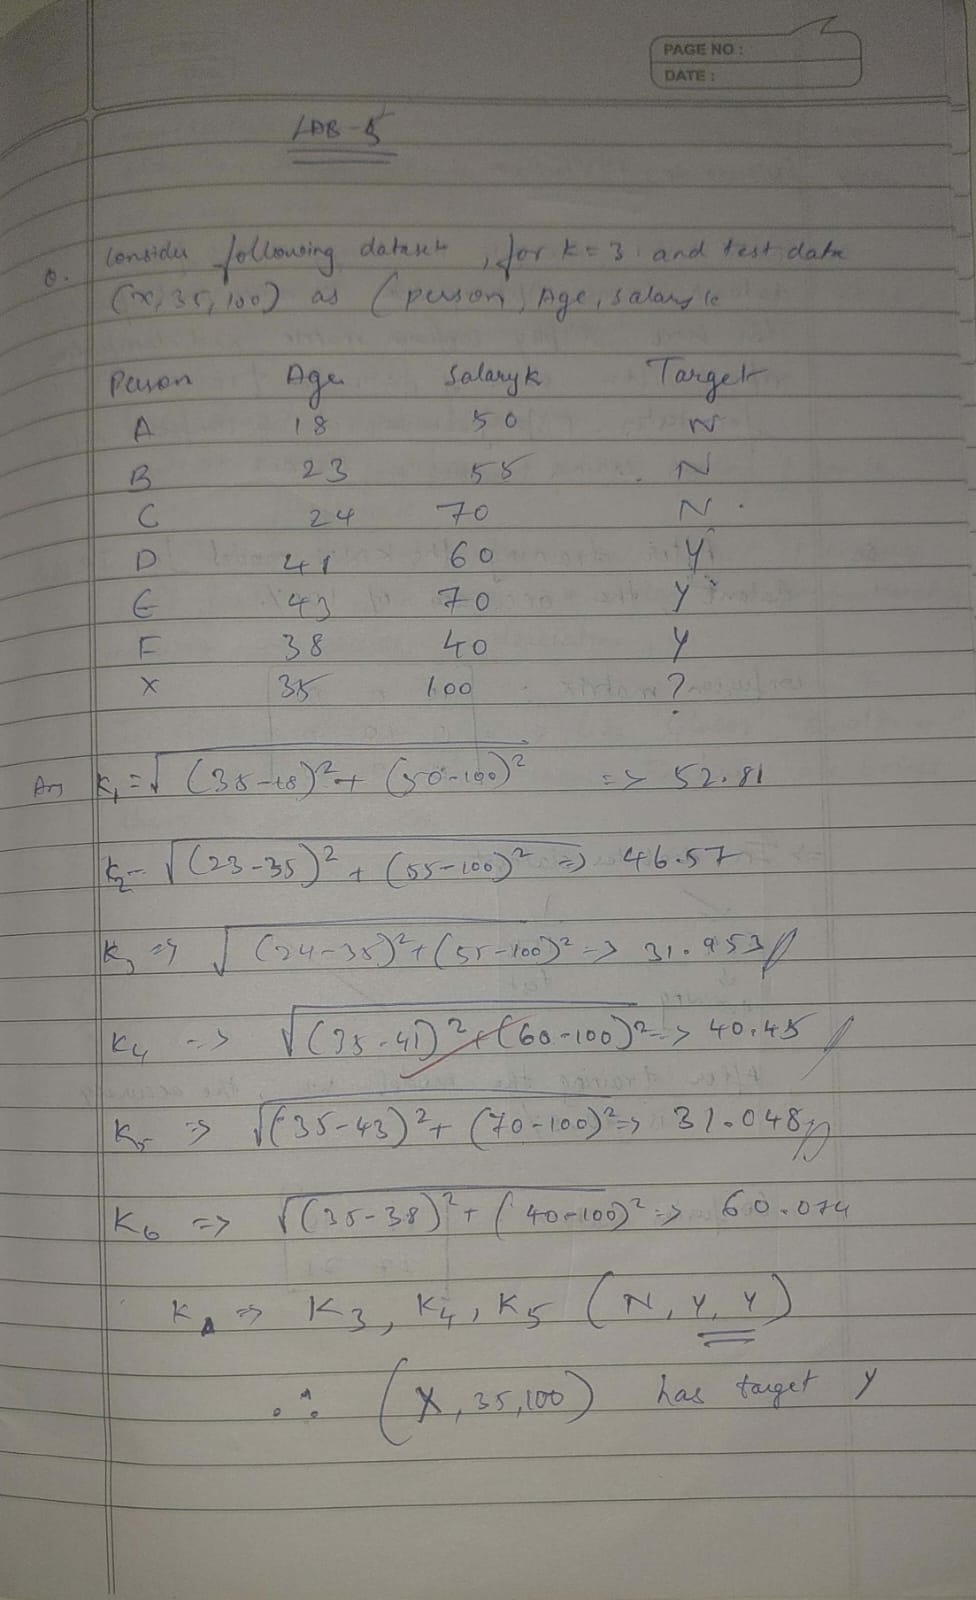 PAGE NO :
DATE :
LAB-5
Q. Consider following dataset, for k=3 and test data
(X, 35, 100) as (person, Age, salaryk
Person Age Salaryk Target
A 18 50 N
B 23 55 N
C 24 70 N
D 41 60 Y
E 43 70 Y
F 38 40 Y
X 35 100 ?
Ans K1 = √(35-18)² + (50-100)² => 52.81
K2 = √(23-35)² + (55-100)² => 46.57
K3 => √(24-35)² + (55-100)² => 31.953
K4 => √(35-41)² + (60-100)² => 40.45
K5 => √(35-43)² + (70-100)² => 31.048
K6 => √(35-38)² + (40-100)² => 60.074
K => K3, K4, K5 (N, Y, Y)
∴ (X, 35, 100) has target Y